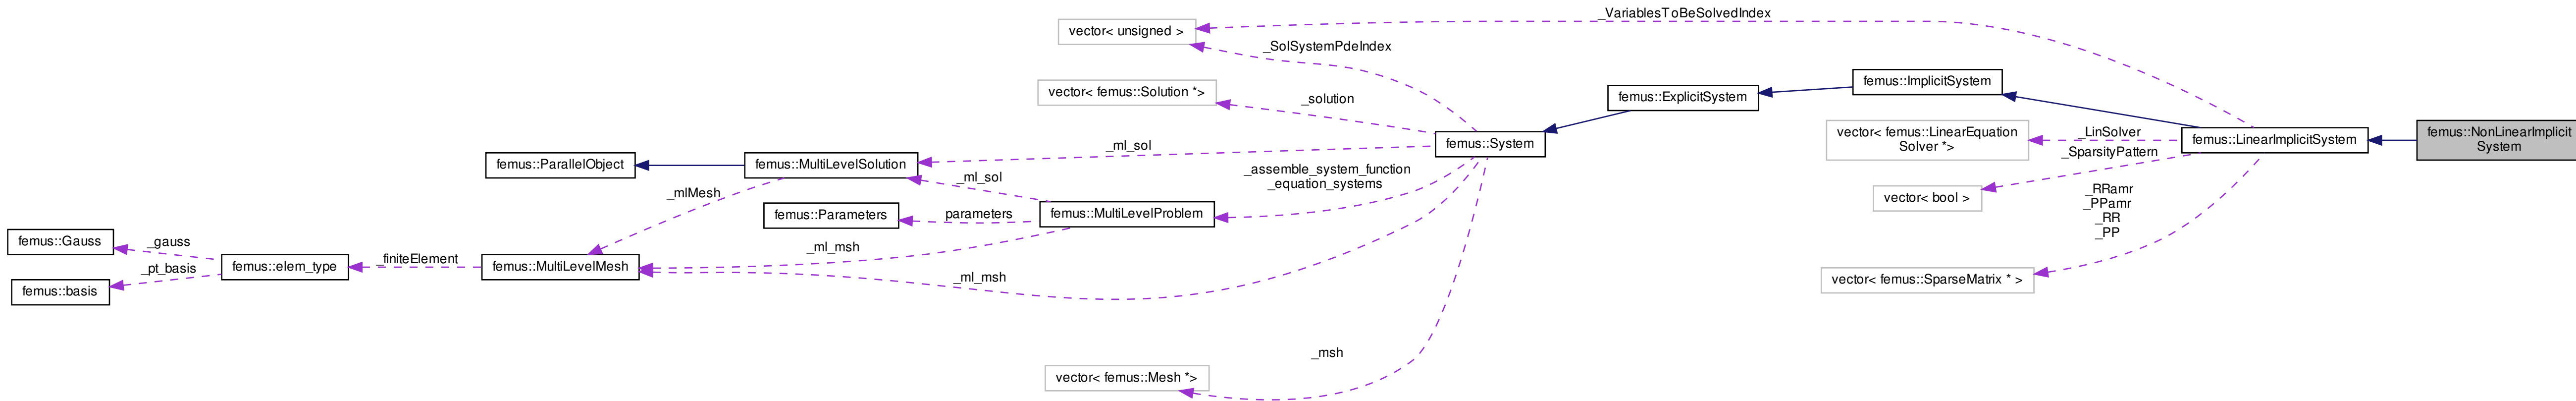 _VariablesToBeSolvedIndex
vector< unsigned >
_SolSystemPdeIndex
femus::ImplicitSystem
vector< femus::Solution *>
_solution
femus::ExplicitSystem
femus::NonLinearImplicit
System
vector< femus::LinearEquation
Solver *>
_LinSolver
femus::LinearImplicitSystem
femus::System
_ml_sol
_SparsityPattern
femus::ParallelObject
femus::MultiLevelSolution
_assemble_system_function
_equation_systems
_ml_sol
_mlMesh
vector< bool >
_RRamr
_PPamr
_RR
_PP
femus::Parameters
parameters
femus::MultiLevelProblem
femus::Gauss
_gauss
_ml_msh
_finiteElement
femus::elem_type
femus::MultiLevelMesh
_pt_basis
_ml_msh
vector< femus::SparseMatrix * >
femus::basis
_msh
vector< femus::Mesh *>